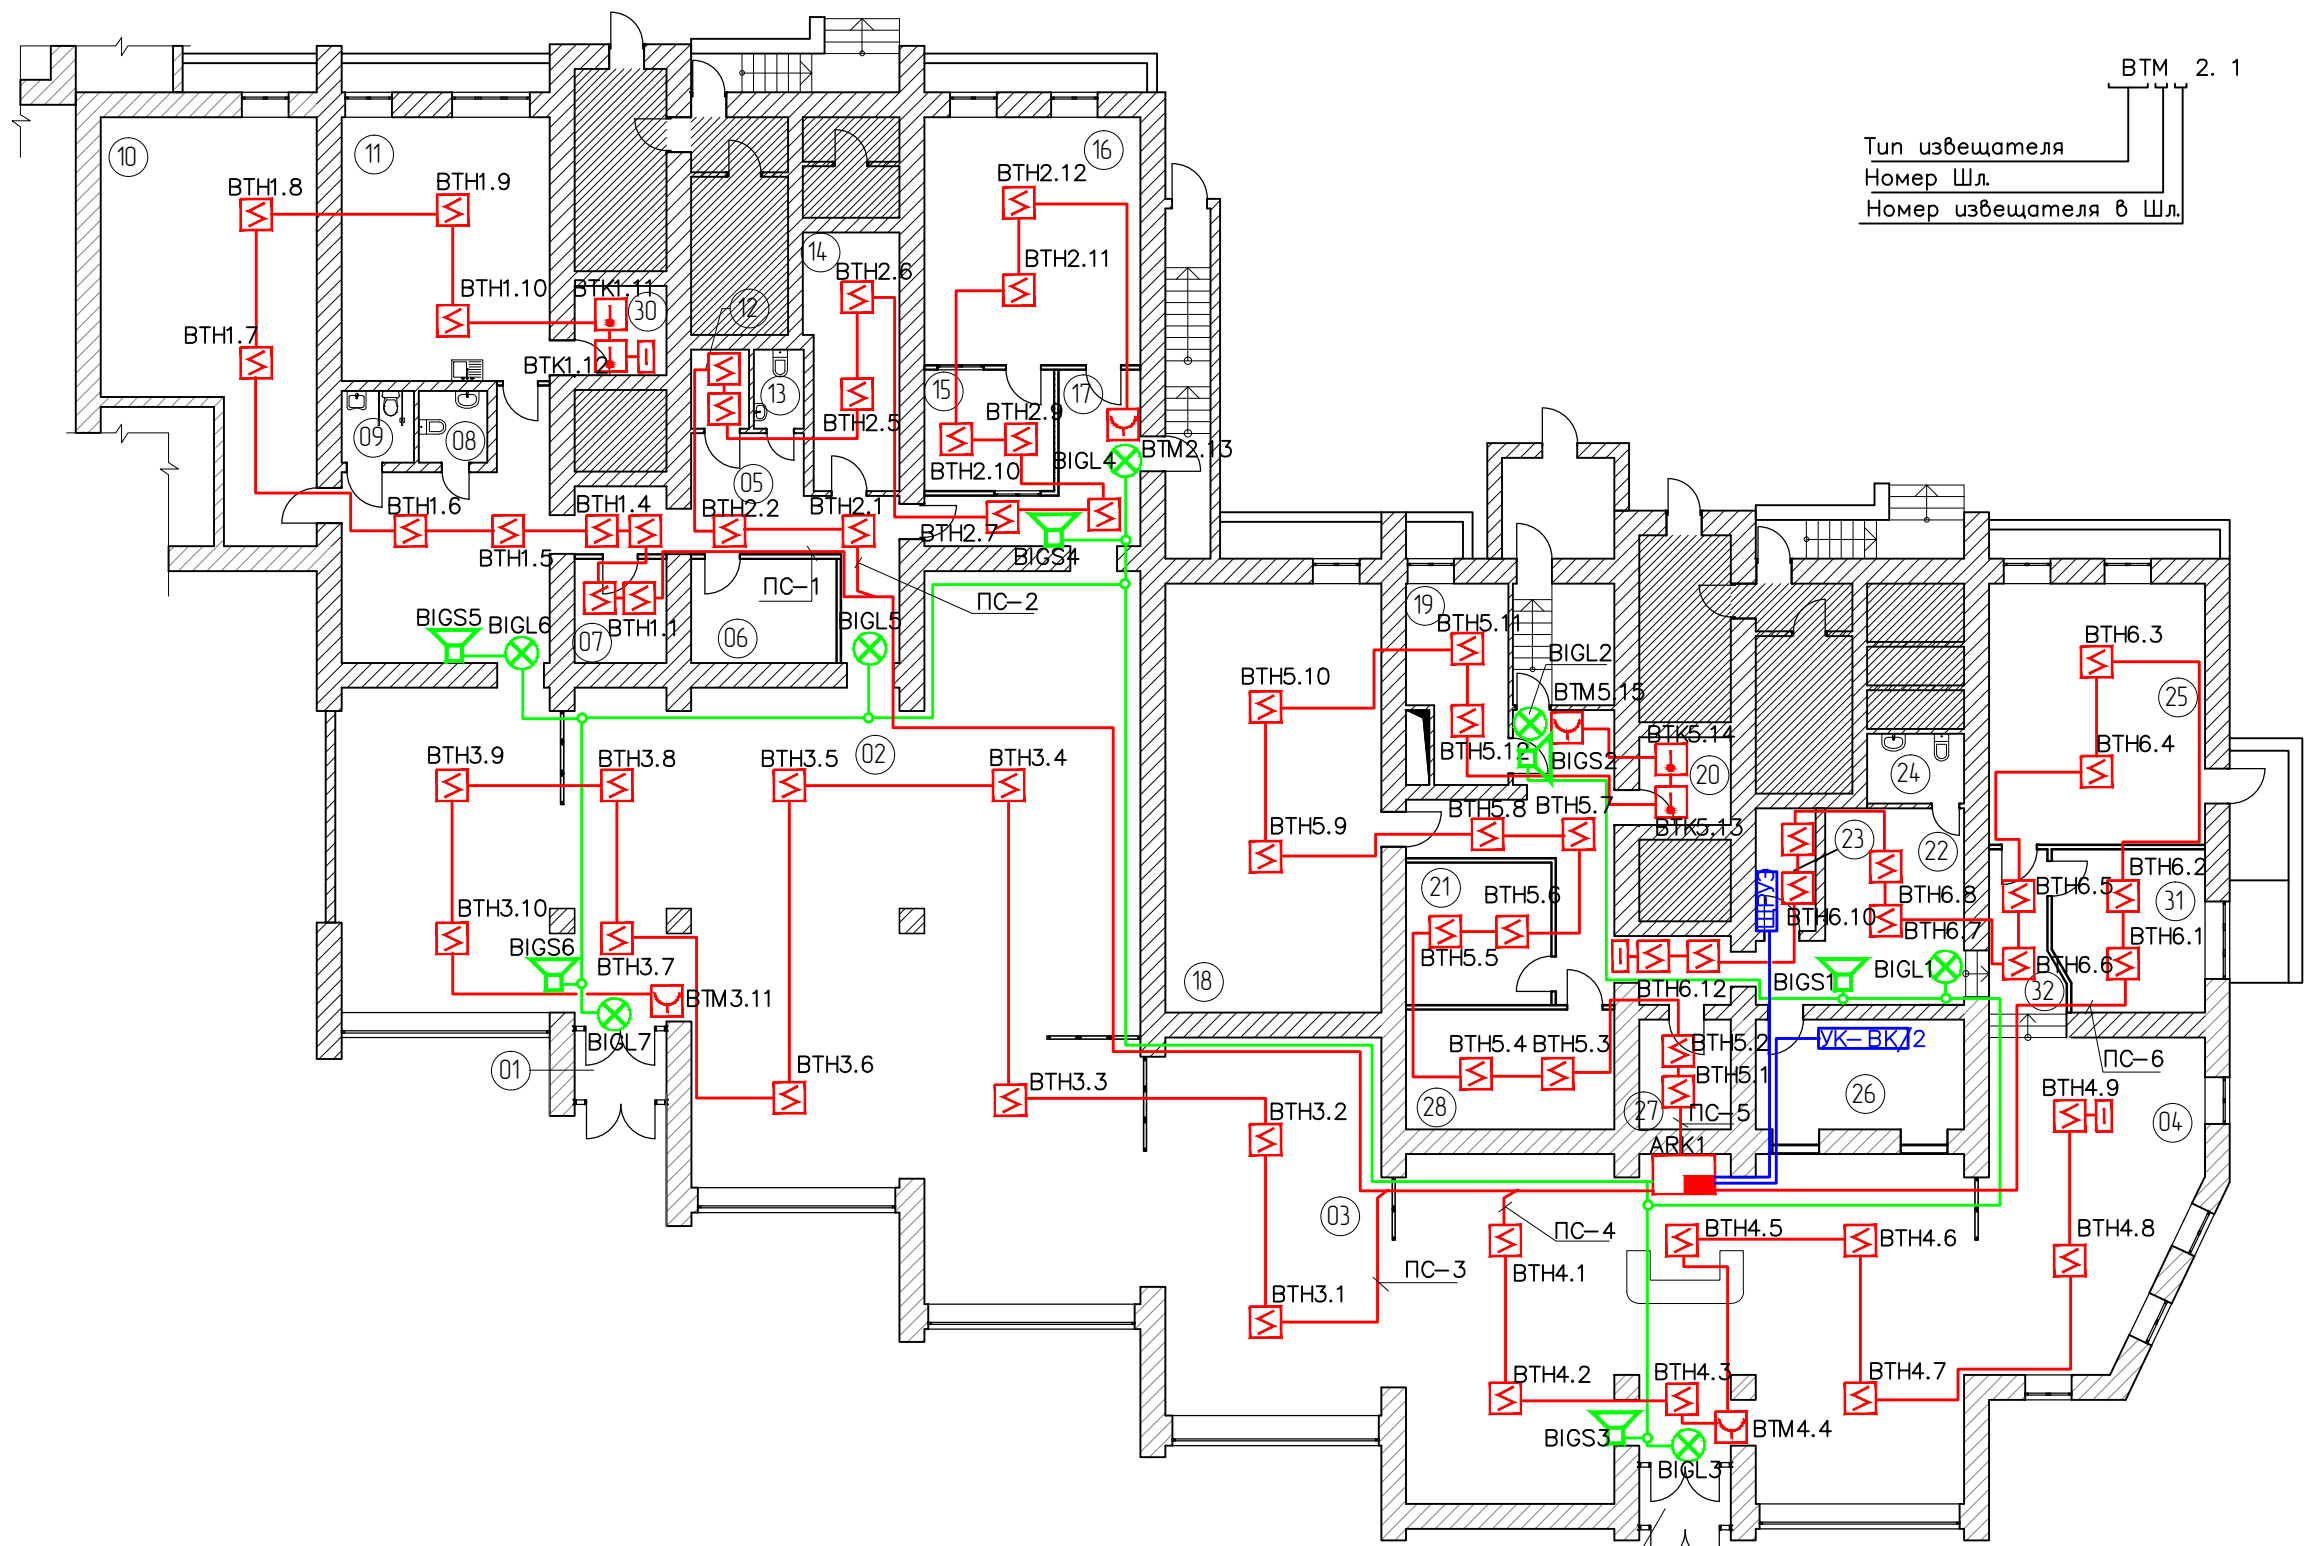 ВТМ 2. 1
Тип извещателя
Номер Шл.
Номер извещателя в Шл.
10
11
16
BTH1.8
BTH1.9
BTH2.12
14
BTH2.11
BTH2.6
BTH1.10
BTK1.11
30
12
BTH1.7
BTK1.12
13
15
17
BTH2.9
BTH2.5
09
08
BTM2.13
BIGL4
BTH2.10
05
BTH1.6
BTH1.4
BTH2.2
BTH2.1
BTH2.7
BIGS4
BTH1.5
ПС-1
ПС-2
19
BIGS5
BIGL6
BTH1.1
07
06
BIGL5
BTH5.11
BTH6.3
BIGL2
BTH5.10
BTM5.15
25
BTH3.9
BTH3.8
BTH3.5
02
BTH3.4
BTH5.12
BIGS2
BTK5.14
20
24
BTH6.4
BTH5.8
BTH5.7
BTH5.9
BTK5.13
23
22
BTH6.2
21
BTH5.6
ЩРУЭ
BTH6.8
BTH6.5
31
BTH3.10
BTH6.10
BTH6.7
BTH6.1
BIGS6
BTH3.7
BTH5.5
BTH6.6
18
BIGS1
BIGL1
32
BTM3.11
BTH6.12
BIGL7
BTH5.4
BTH5.3
BTH5.2
УК-ВК/2
ПС-6
01
BTH3.6
BTH3.3
BTH5.1
BTH4.9
28
27
ПС-5
26
04
BTH3.2
ARK1
03
ПС-4
BTH4.5
BTH4.6
BTH4.8
ПС-3
BTH4.1
BTH3.1
BTH4.2
BTH4.3
BTH4.7
BIGS3
BTM4.4
BIGL3